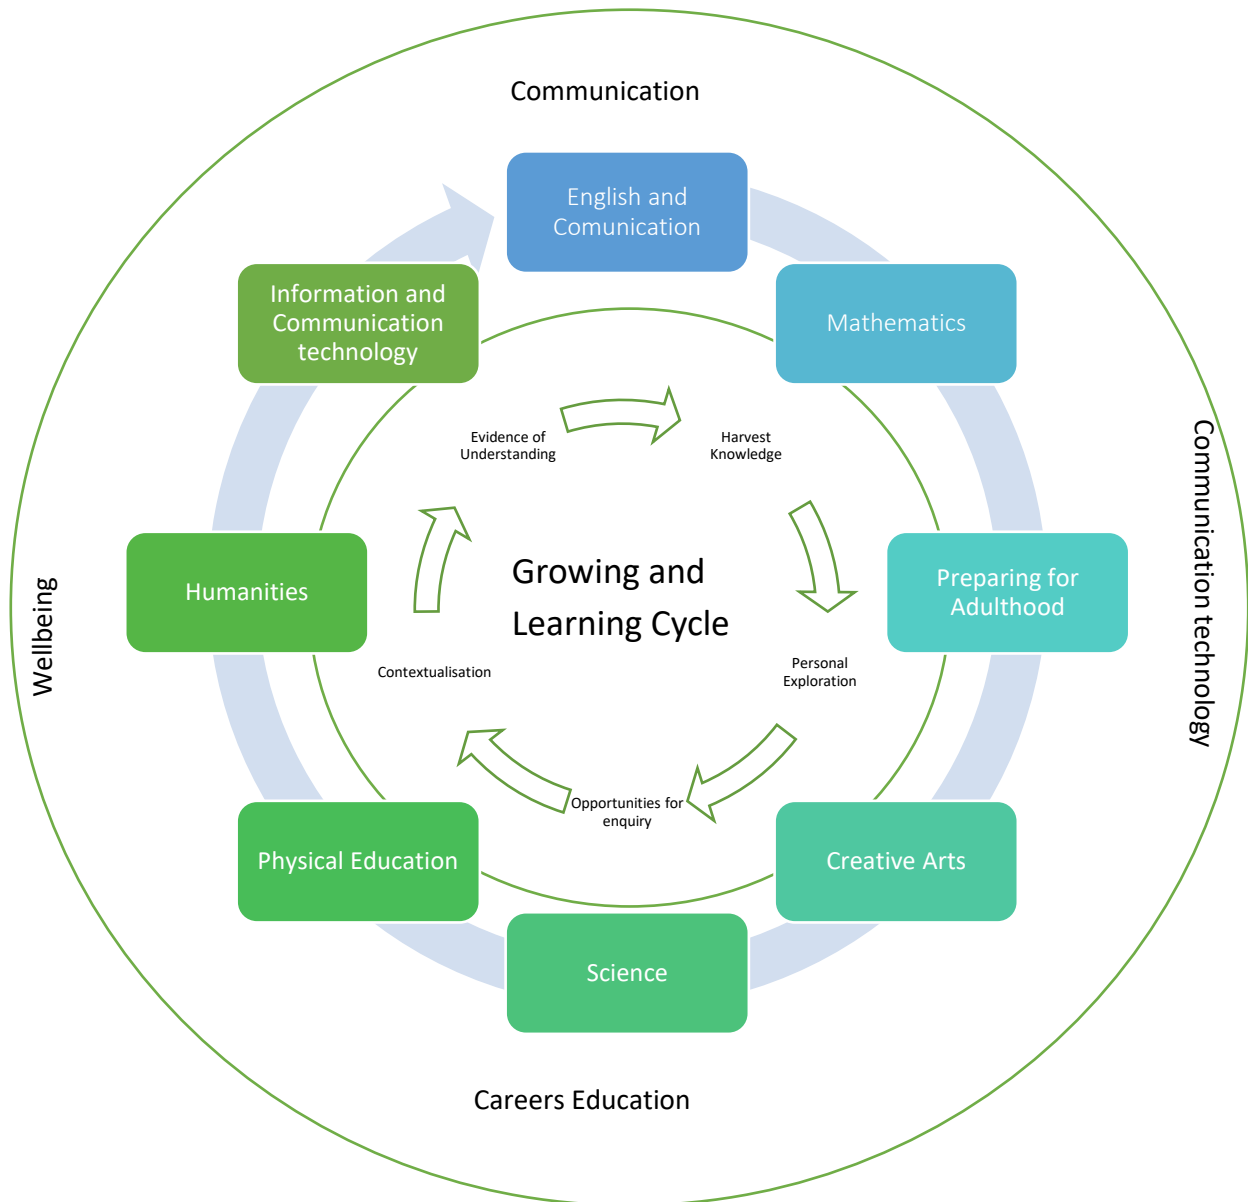 Communication
English and
Comunication
Information and
Communication
technology
Mathematics
Evidence of
Understanding
Harvest
Knowledge
Communication technology
Growing and
Learning Cycle
Humanities
Preparing for
Adulthood
Wellbeing
Contextualisation
Personal
Exploration
Opportunities for
enquiry
Physical Education
Creative Arts
Science
Careers Education